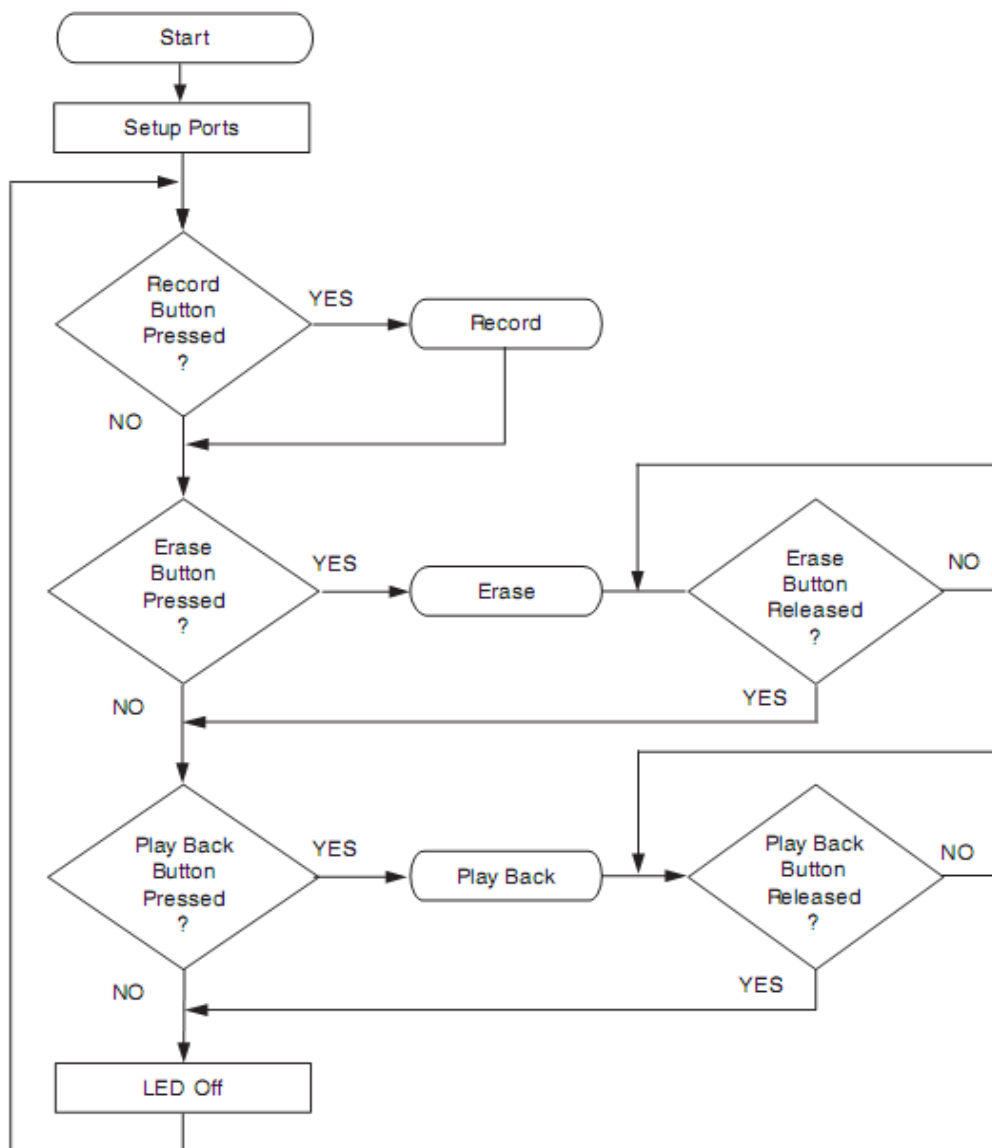 Start
Setup Ports
Record
Button
Pressed
?
YES
Record
NO
Erase
Button
Pressed
?
YES
Erase
Erase
Button
Released
?
NO
NO
YES
Play Back
Button
Pressed
?
YES
Play Back
Play Back
Button
Released
?
NO
NO
YES
LED Off